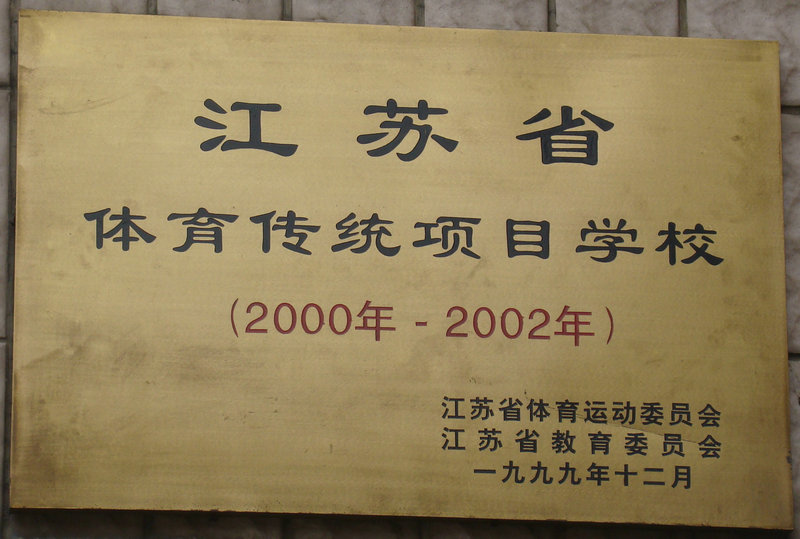 江苏省
体育传统项目学校
（2000年－2002年）
江苏省体育运动委员会
江苏省教育委员会
一九九九年十二月